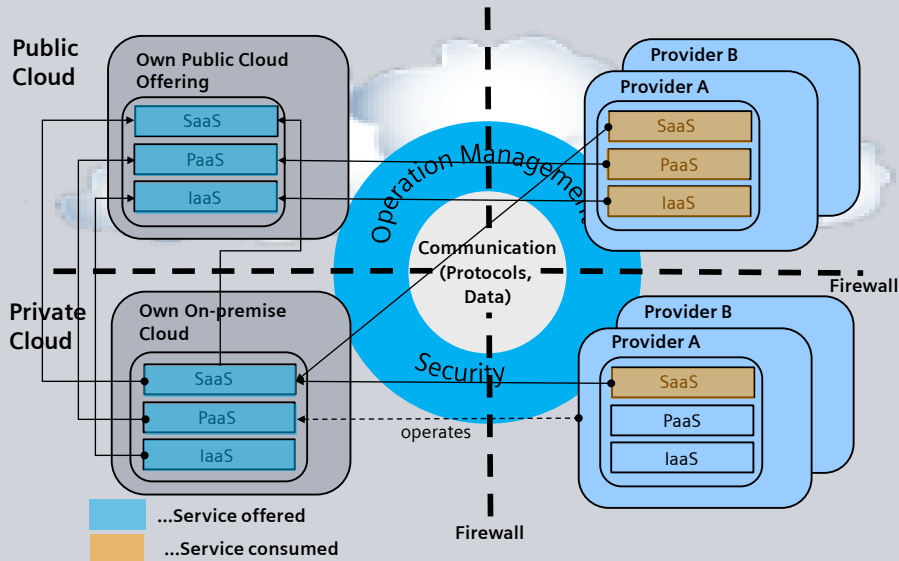 Public
Cloud
Own Public Cloud
Offering
SaaS
PaaS
IaaS
Provider B
Provider A
SaaS
PaaS
IaaS
Operation Management
Communication
(Protocols,
Data)
Security
Firewall
Private
Cloud
Own On-premise
Cloud
SaaS
PaaS
IaaS
operates
Provider B
Provider A
SaaS
PaaS
IaaS
...Service offered
...Service consumed
Firewall